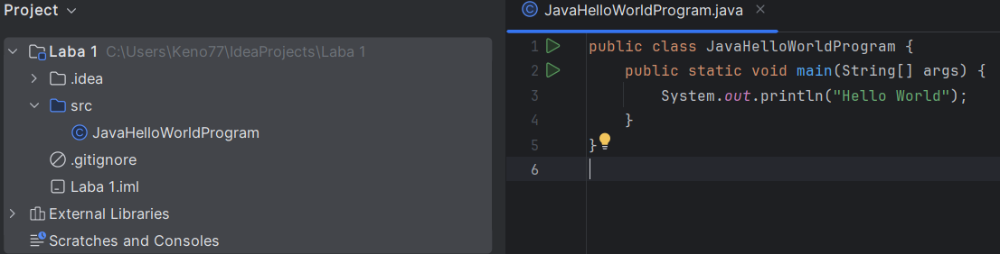 Project
Laba 1 C:\Users\Keno77\IdeaProjects\Laba 1
.idea
src
JavaHelloWorldProgram
.gitignore
Laba 1.iml
External Libraries
Scratches and Consoles
JavaHelloWorldProgram.java
1 public class JavaHelloWorldProgram {
2 public static void main(String[] args) {
3 System.out.println("Hello World");
4 }
5 }
6